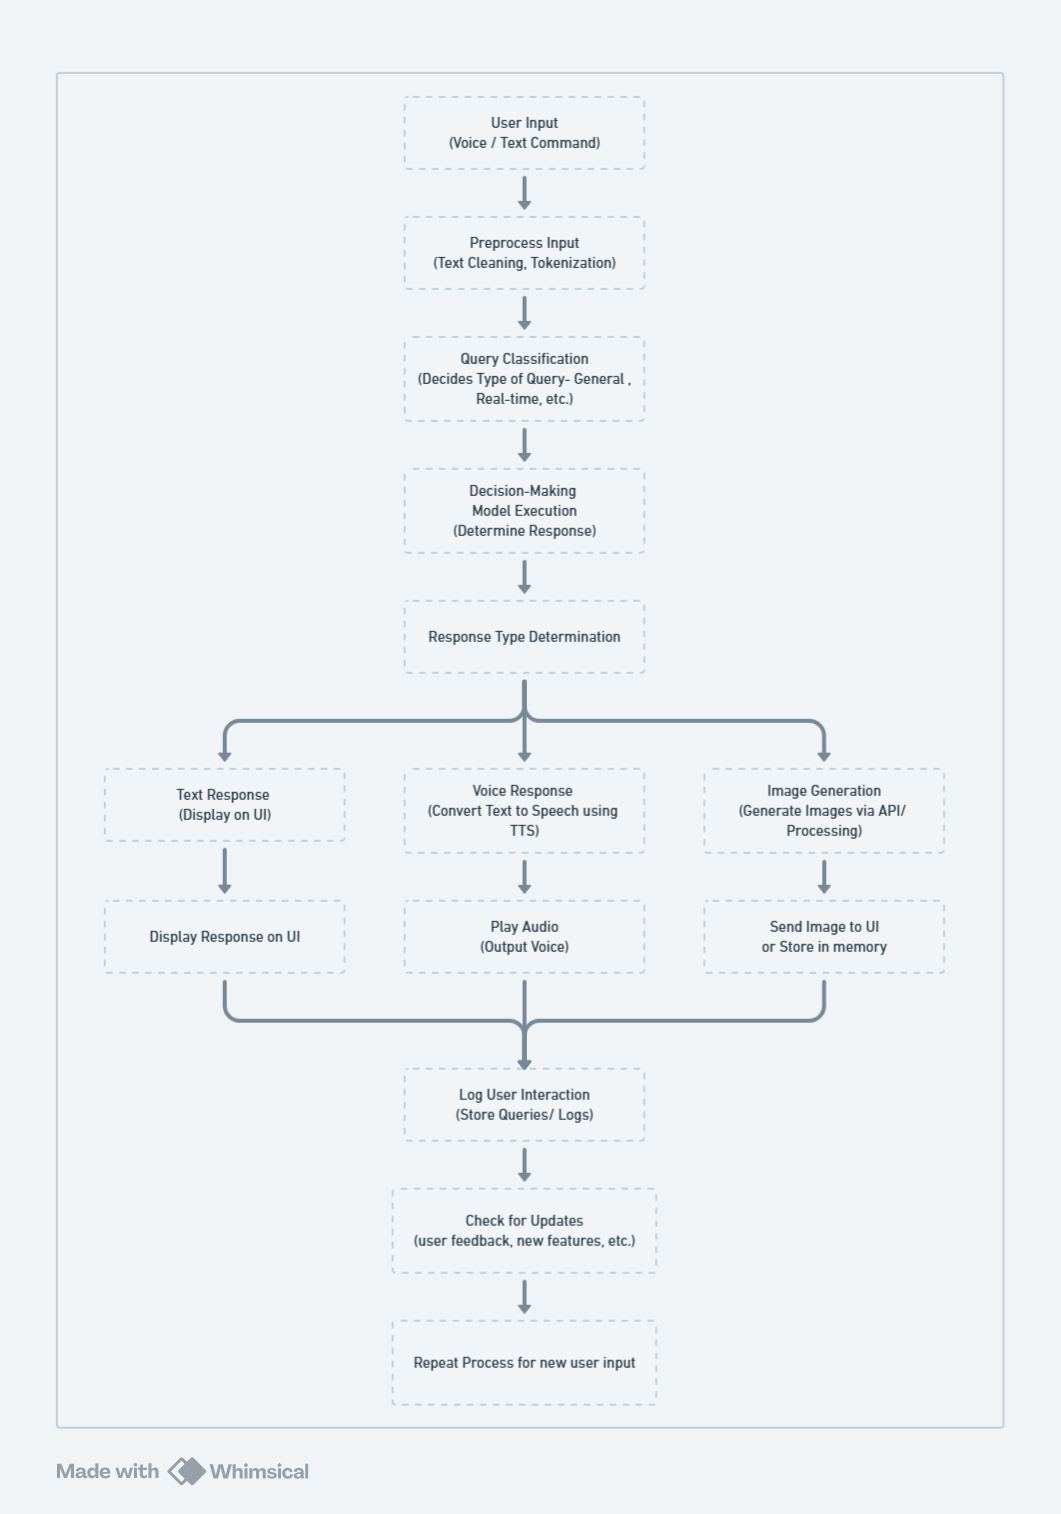 User Input
(Voice / Text Command)
Preprocess Input
(Text Cleaning, Tokenization)
Query Classification
(Decides Type of Query- General ,
Real-time, etc.)
Decision-Making
Model Execution
(Determine Response)
Response Type Determination
Text Response
(Display on UI)
Voice Response
(Convert Text to Speech using
TTS)
Image Generation
(Generate Images via API/
Processing)
Display Response on UI
Play Audio
(Output Voice)
Send Image to UI
or Store in memory
Log User Interaction
(Store Queries/ Logs)
Check for Updates
(user feedback, new features, etc.)
Repeat Process for new user input
Made with Whimsical